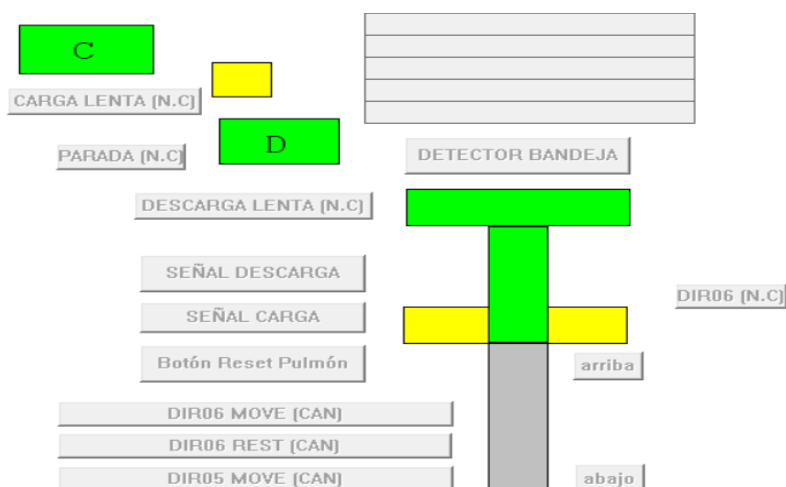 C
CARGA LENTA (N.C)
D
PARADA (N.C)
DETECTOR BANDEJA
DESCARGA LENTA (N.C)
SEÑAL DESCARGA
DIR06 (N.C)
SEÑAL CARGA
Botón Reset Pulmón
arriba
DIR06 MOVE (CAN)
DIR06 REST (CAN)
DIR05 MOVE (CAN)
abajo